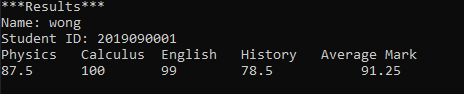 ***Results***
Name: wong
Student ID: 2019090001
Physics Calculus English History Average Mark
87.5 100 99 78.5 91.25